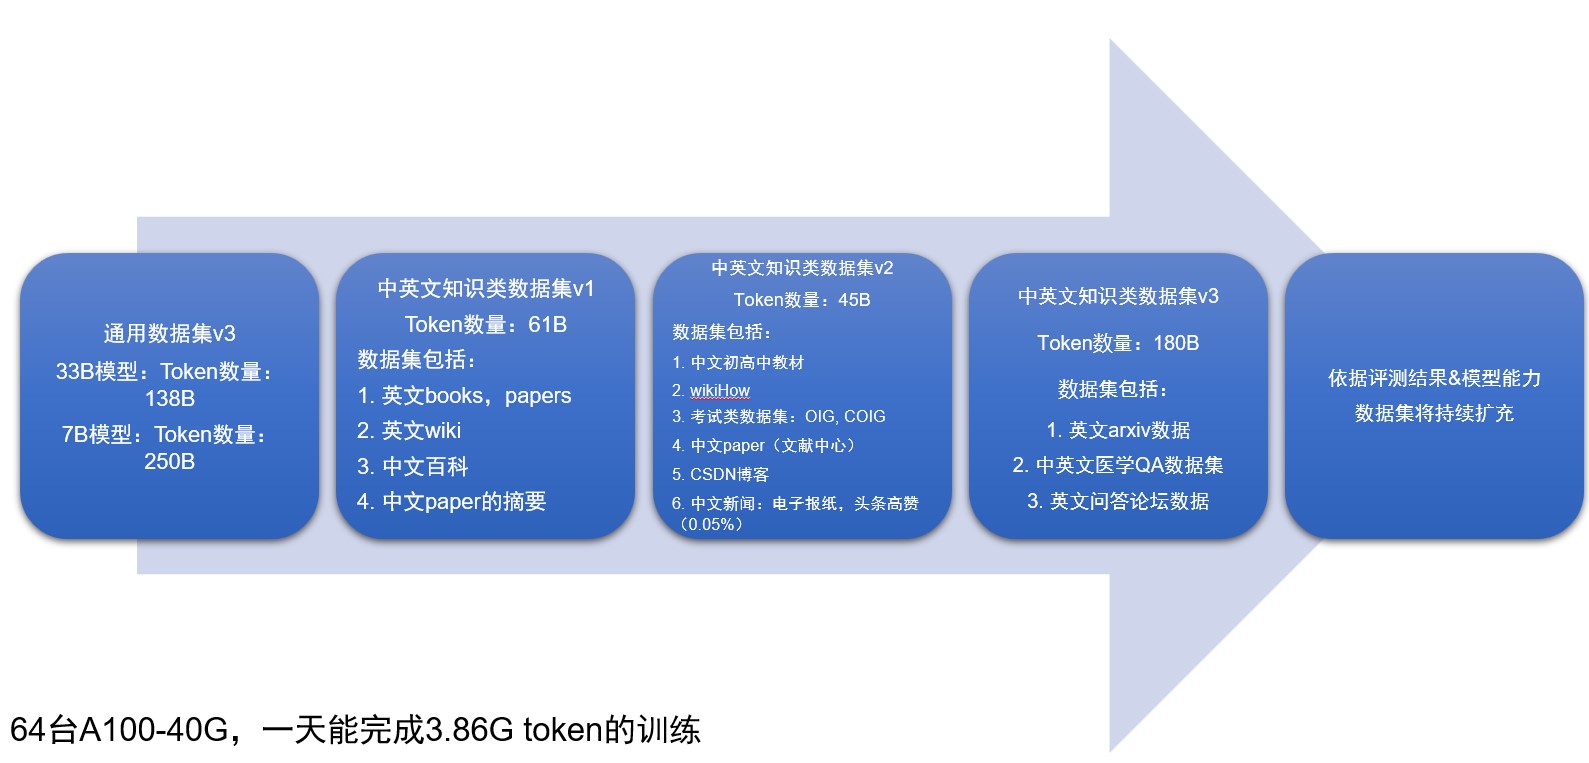 通用数据集v3
33B模型：Token数量：
138B
7B模型：Token数量：
250B
中英文知识类数据集v1
Token数量：61B
数据集包括：
1. 英文books，papers
2. 英文wiki
3. 中文百科
4. 中文paper的摘要
中英文知识类数据集v2
Token数量：45B
数据集包括：
1. 中文初高中教材
2. wikiHow
3. 考试类数据集：OIG, COIG
4. 中文paper（文献中心）
5. CSDN博客
6. 中文新闻：电子报纸，头条高赞
（0.05%）
中英文知识类数据集v3
Token数量：180B
数据集包括：
1. 英文arxiv数据
2. 中英文医学QA数据集
3. 英文问答论坛数据
依据评测结果&模型能力
数据集将持续扩充
64台A100-40G，一天能完成3.86G token的训练